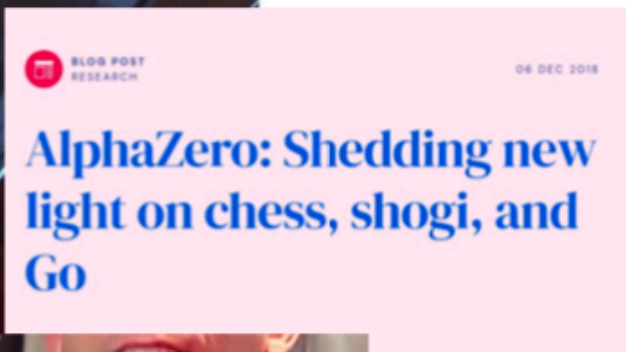 BLOG POST
RESEARCH
06 DEC 2018
AlphaZero: Shedding new
light on chess, shogi, and
Go